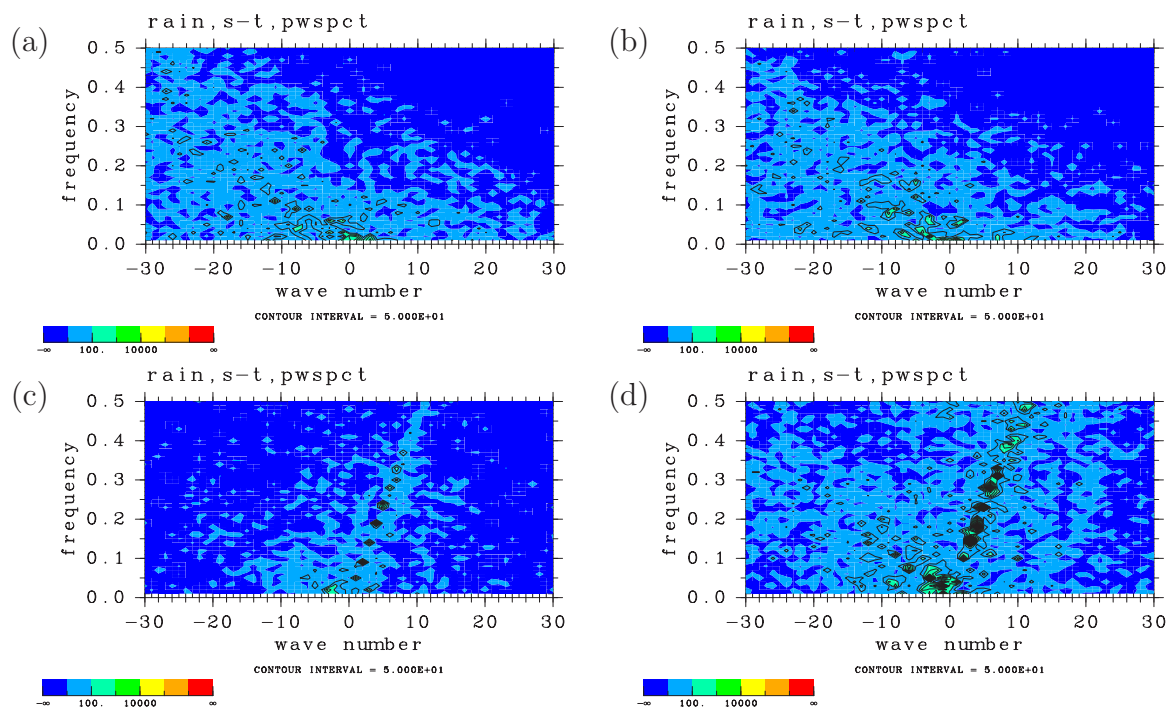 rain,s-t,pwspct
(a)
0.5
0.4
0.3
0.2
0.1
0.0
frequency
-30 -20 -10 0 10 20 30
wave number
CONTOUR INTERVAL = 5.000E+01
-∞ 100. 10000 ∞
rain,s-t,pwspct
(b)
0.5
0.4
0.3
0.2
0.1
0.0
frequency
-30 -20 -10 0 10 20 30
wave number
CONTOUR INTERVAL = 5.000E+01
-∞ 100. 10000 ∞
rain,s-t,pwspct
(c)
0.5
0.4
0.3
0.2
0.1
0.0
frequency
-30 -20 -10 0 10 20 30
wave number
CONTOUR INTERVAL = 5.000E+01
-∞ 100. 10000 ∞
rain,s-t,pwspct
(d)
0.5
0.4
0.3
0.2
0.1
0.0
frequency
-30 -20 -10 0 10 20 30
wave number
CONTOUR INTERVAL = 5.000E+01
-∞ 100. 10000 ∞